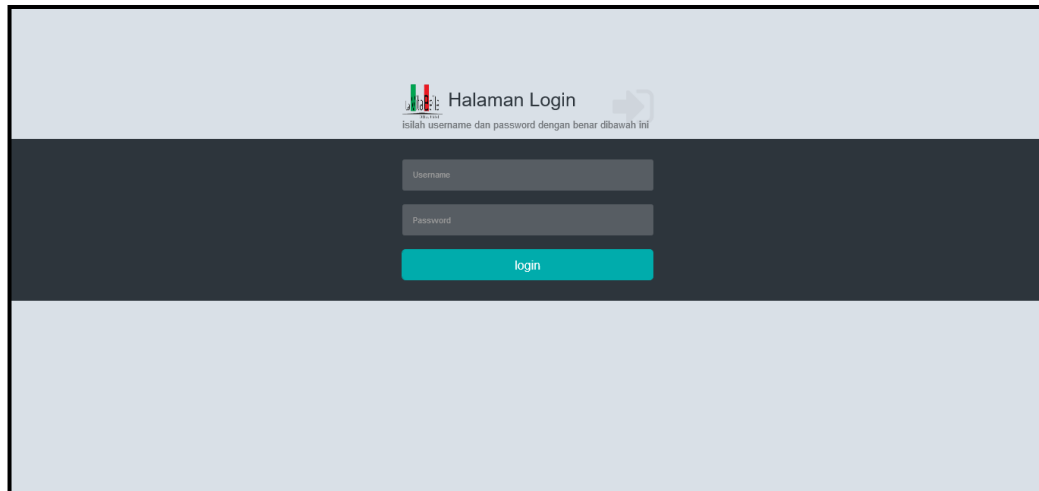 Halaman Login
isilah username dan password dengan benar dibawah ini
Username
Password
login